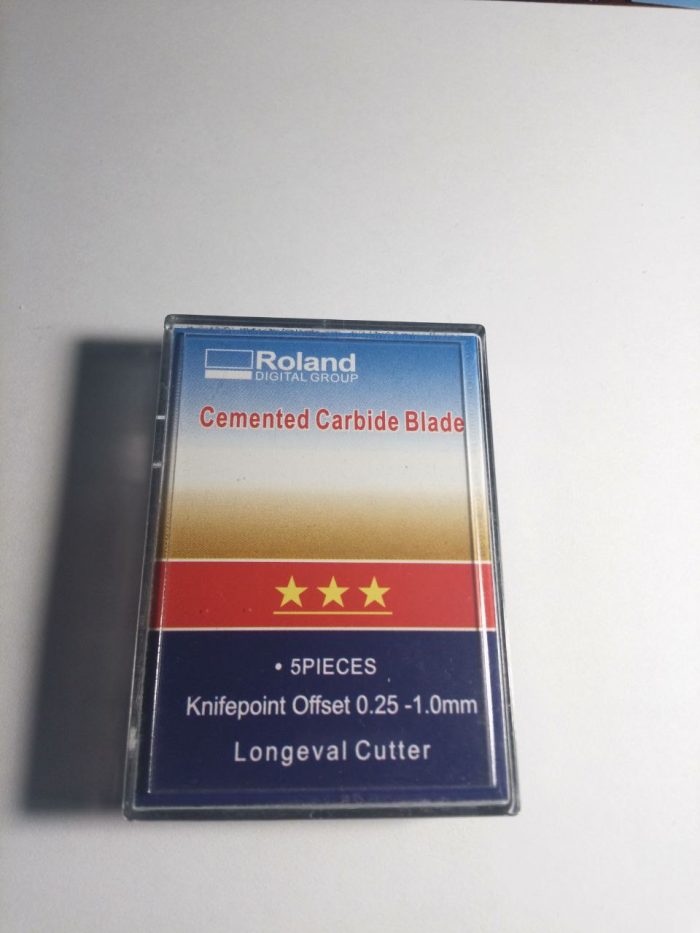 Roland
DIGITAL GROUP
Cemented Carbide Blade
• 5PIECES
Knifepoint Offset 0.25 -1.0mm
Longeval Cutter